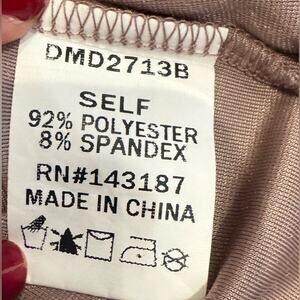 DMD2713B
SELF
92% POLYESTER
8% SPANDEX
RN#143187
MADE IN CHINA